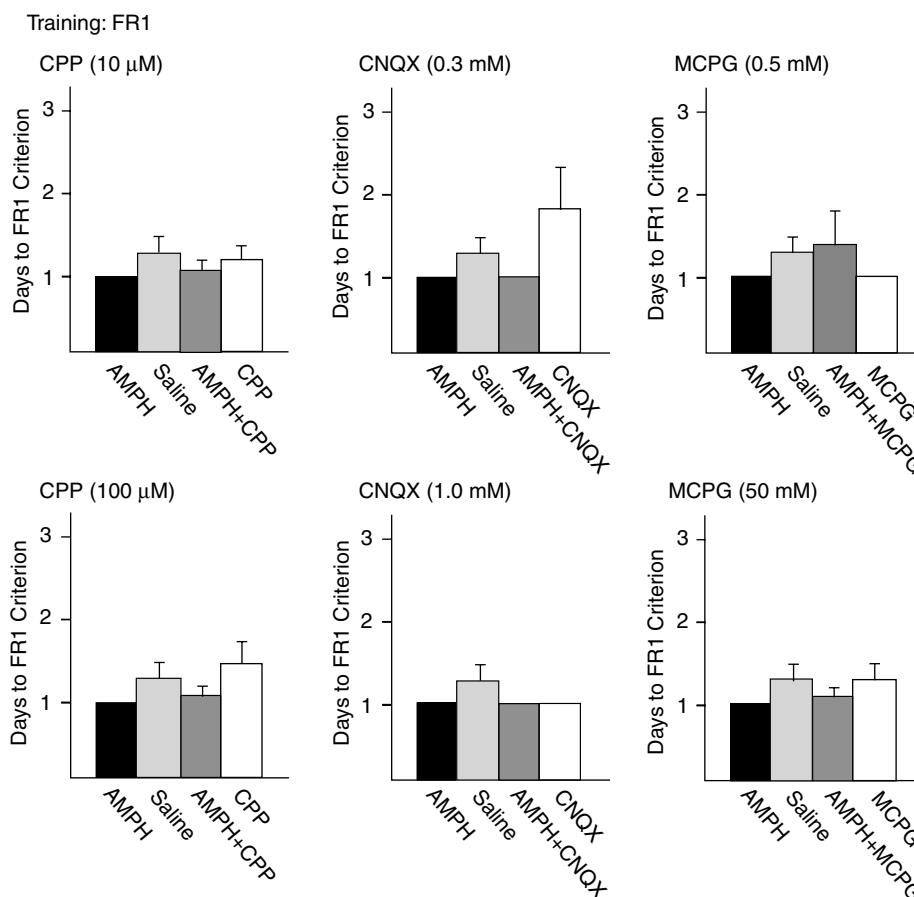 Training: FR1
CPP (10 µM)
Days to FR1 Criterion
3
2
1
AMPH
Saline
AMPH+CPP
CPP
CNQX (0.3 mM)
Days to FR1 Criterion
3
2
1
AMPH
Saline
AMPH+CNQX
CNQX
MCPG (0.5 mM)
Days to FR1 Criterion
3
2
1
AMPH
Saline
AMPH+MCPG
MCPG
CPP (100 µM)
Days to FR1 Criterion
3
2
1
AMPH
Saline
AMPH+CPP
CPP
CNQX (1.0 mM)
Days to FR1 Criterion
3
2
1
AMPH
Saline
AMPH+CNQX
CNQX
MCPG (50 mM)
Days to FR1 Criterion
3
2
1
AMPH
Saline
AMPH+MCPG
MCPG